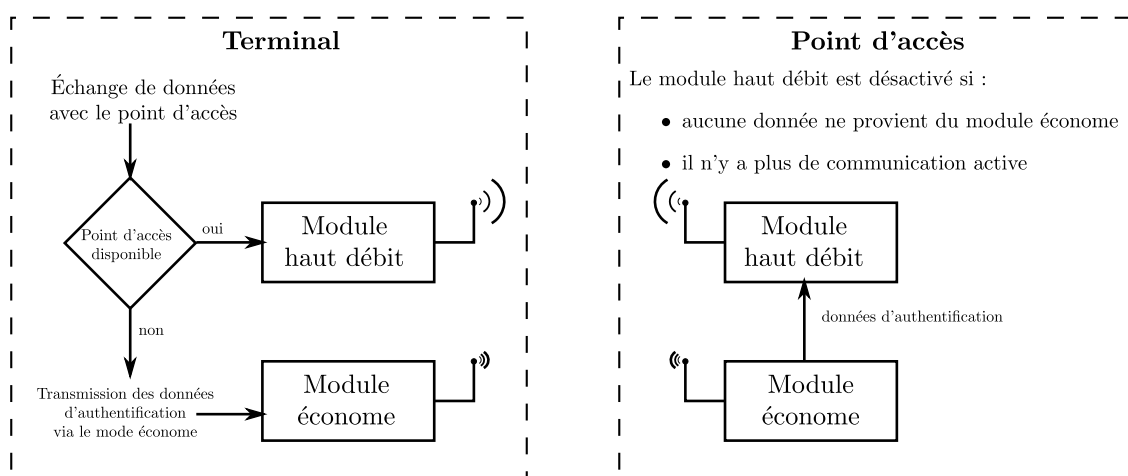 Terminal
Échange de données
avec le point d'accès
Point d'accès
disponible
oui
Module
haut débit
non
Transmission des données
d'authentification
via le mode économe
Module
économe
Point d'accès
Le module haut débit est désactivé si :
• aucune donnée ne provient du module économe
• il n'y a plus de communication active
Module
haut débit
données d'authentification
Module
économe